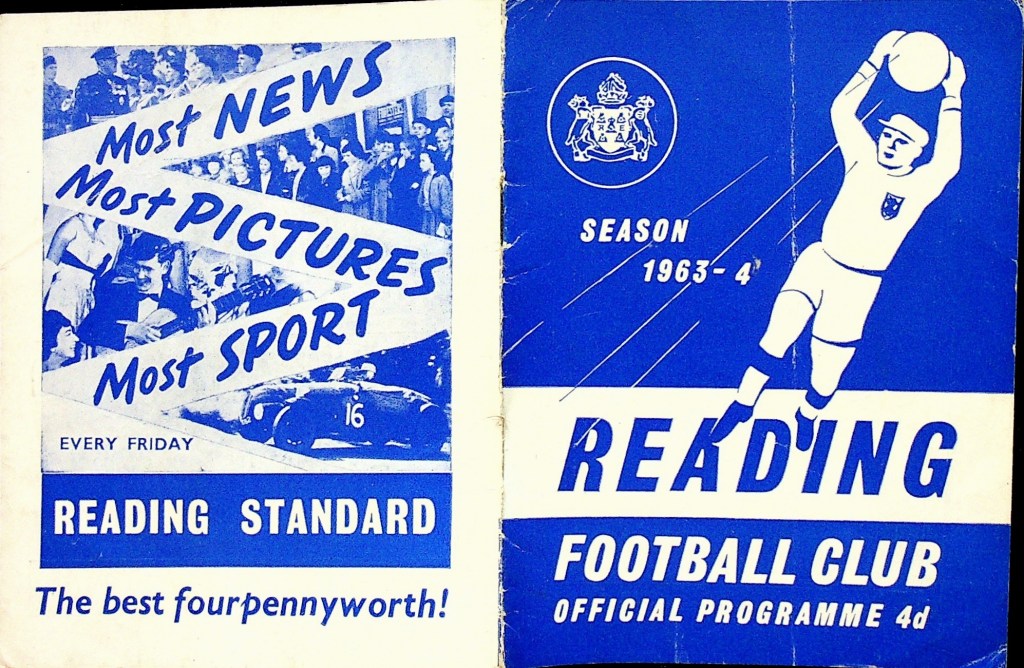 Most NEWS
Most PICTURES
Most SPORT
16
EVERY FRIDAY
READING STANDARD
The best fourpennyworth!
SEASON
1963-4
READING
FOOTBALL CLUB
OFFICIAL PROGRAMME 4d